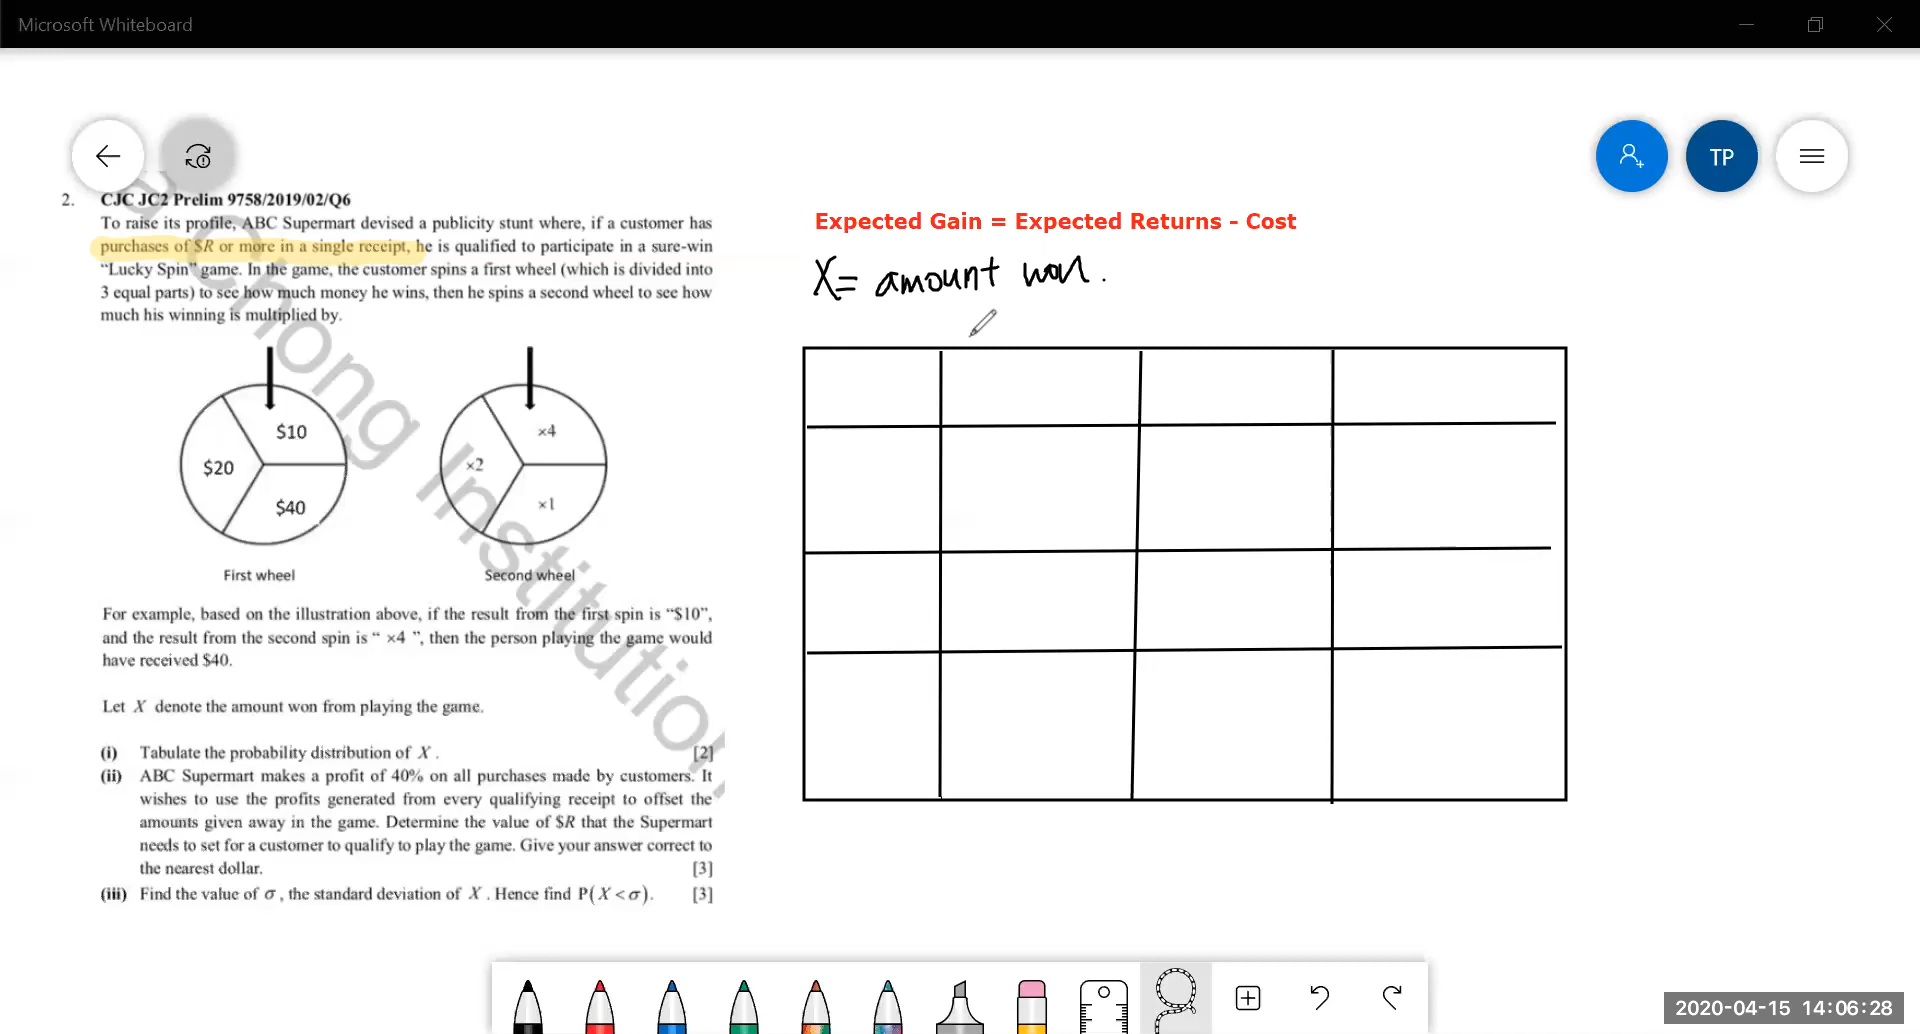 Microsoft Whiteboard
TP
2. CJC JC2 Prelim 9758/2019/02/Q6
To raise its profile, ABC Supermart devised a publicity stunt where, if a customer has
purchases of $R or more in a single receipt, he is qualified to participate in a sure-win
“Lucky Spin” game. In the game, the customer spins a first wheel (which is divided into
3 equal parts) to see how much money he wins, then he spins a second wheel to see how
much his winning is multiplied by.
$10
$20
$40
First wheel
×4
×2
×1
Second wheel
For example, based on the illustration above, if the result from the first spin is “$10”,
and the result from the second spin is “ ×4 ”, then the person playing the game would
have received $40.
Let X denote the amount won from playing the game.
(i) Tabulate the probability distribution of X . [2]
(ii) ABC Supermart makes a profit of 40% on all purchases made by customers. It
wishes to use the profits generated from every qualifying receipt to offset the
amounts given away in the game. Determine the value of $R that the Supermart
needs to set for a customer to qualify to play the game. Give your answer correct to
the nearest dollar. [3]
(iii) Find the value of σ , the standard deviation of X . Hence find P(X < σ). [3]
Chong Institution
Expected Gain = Expected Returns - Cost
X = amount won.
2020-04-15 14:06:28